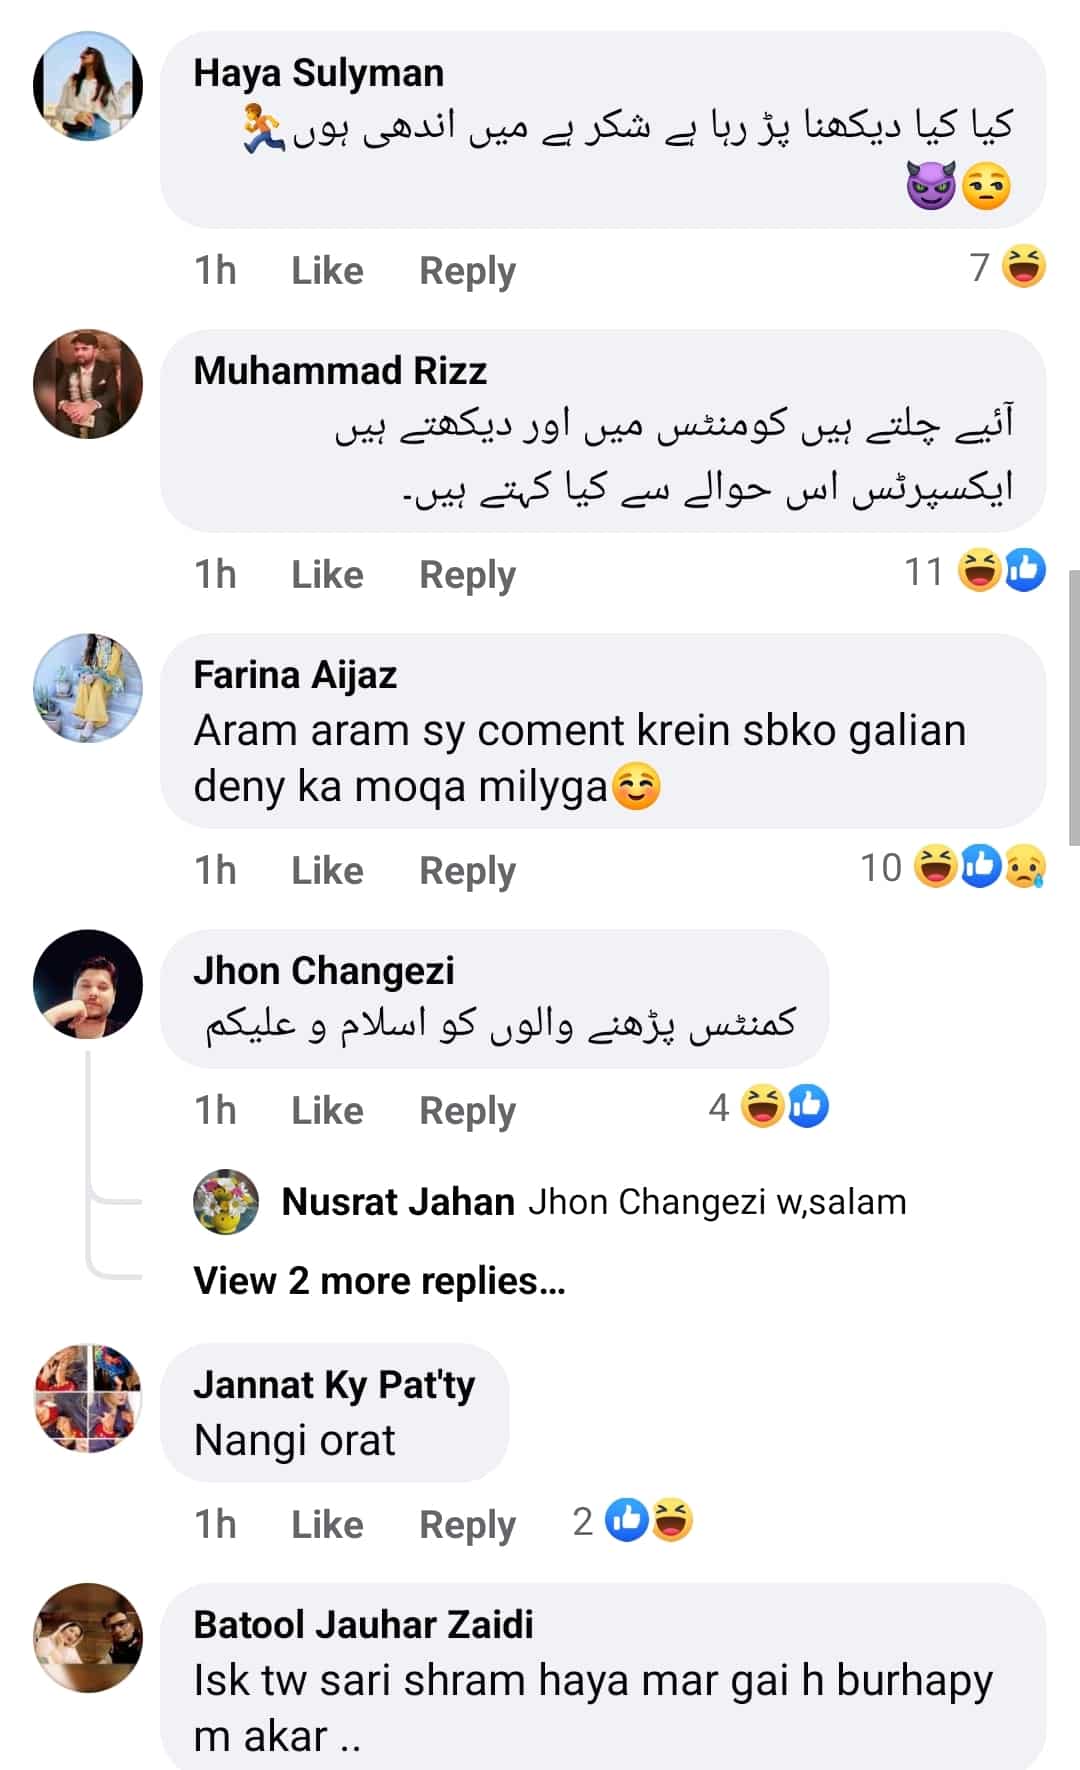 Haya Sulyman
کیا کیا دیکھنا پڑ رہا ہے شکر ہے میں اندھی ہوں🏃
😒😈
1h Like Reply 7
Muhammad Rizz
آئیے چلتے ہیں کومنٹس میں اور دیکھتے ہیں
ایکسپرٹس اس حوالے سے کیا کہتے ہیں۔
1h Like Reply 11
Farina Aijaz
Aram aram sy coment krein sbko galian
deny ka moqa milyga☺️
1h Like Reply 10
Jhon Changezi
کمنٹس پڑھنے والوں کو اسلام و علیکم
1h Like Reply 4
Nusrat Jahan Jhon Changezi w,salam
View 2 more replies...
Jannat Ky Pat'ty
Nangi orat
1h Like Reply 2
Batool Jauhar Zaidi
Isk tw sari shram haya mar gai h burhapy
m akar ..